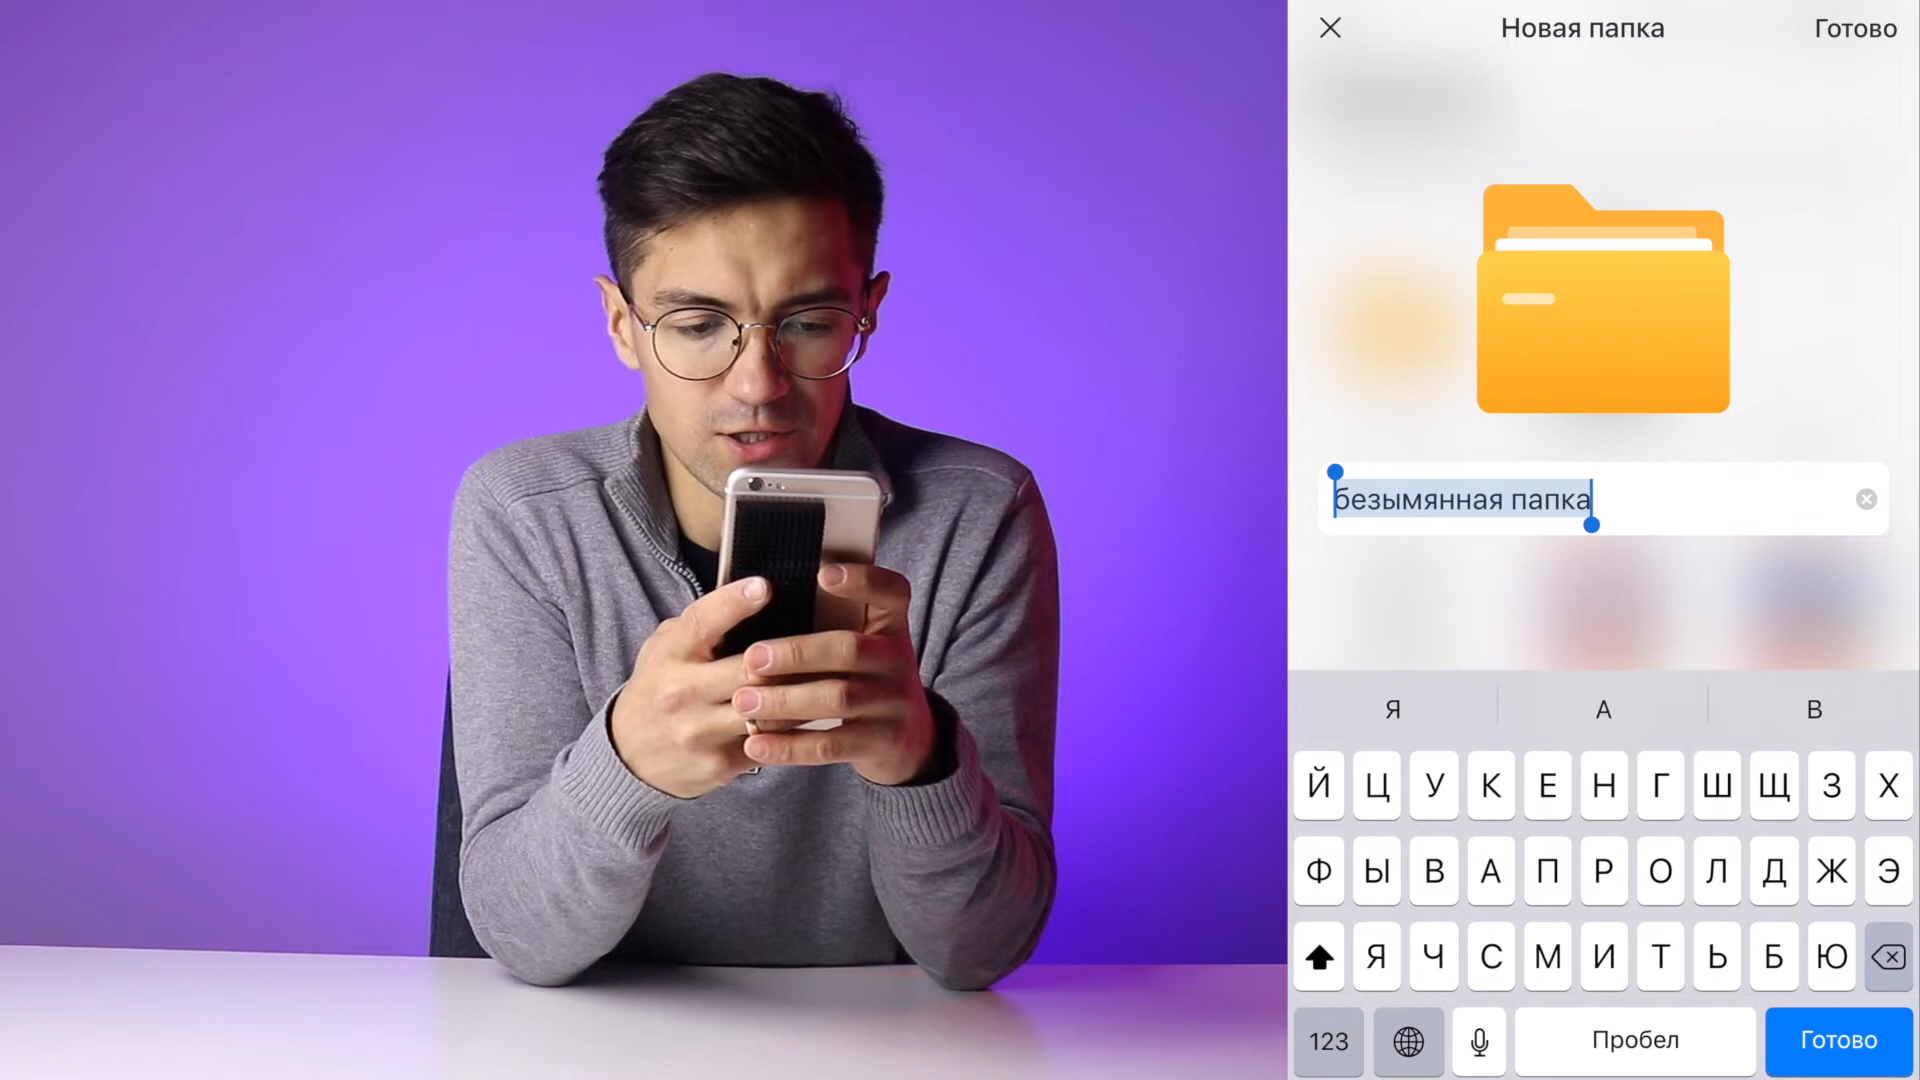 Новая папка
Готово
безымянная папка
Я А В
Й Ц У К Е Н Г Ш Щ З Х
Ф Ы В А П Р О Л Д Ж Э
Я Ч С М И Т Ь Б Ю
123 Пробел Готово